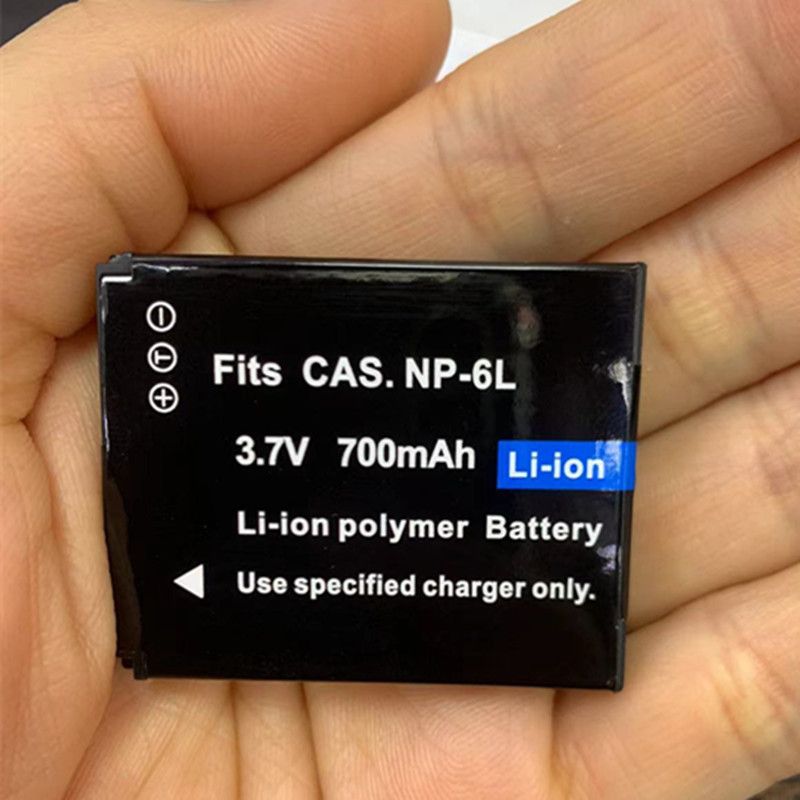 Fits CAS. NP-6L
3.7V 700mAh Li-ion
Li-ion polymer Battery
Use specified charger only.